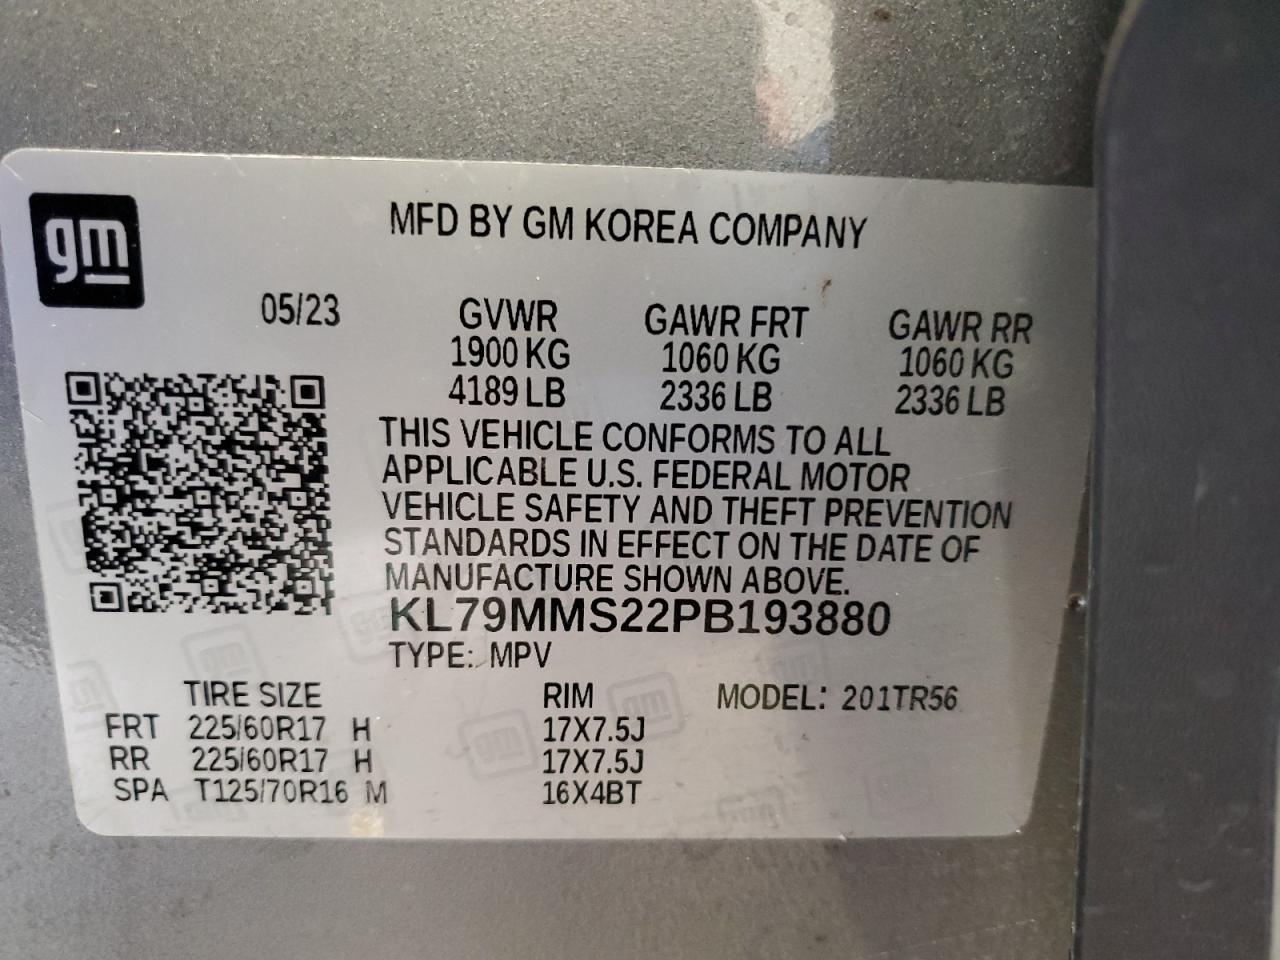 gm
MFD BY GM KOREA COMPANY
05/23 GVWR GAWR FRT GAWR RR
1900 KG 1060 KG 1060 KG
4189 LB 2336 LB 2336 LB
THIS VEHICLE CONFORMS TO ALL
APPLICABLE U.S. FEDERAL MOTOR
VEHICLE SAFETY AND THEFT PREVENTION
STANDARDS IN EFFECT ON THE DATE OF
MANUFACTURE SHOWN ABOVE.
KL79MMS22PB193880
TYPE: MPV
TIRE SIZE RIM MODEL: 201TR56
FRT 225/60R17 H 17X7.5J
RR 225/60R17 H 17X7.5J
SPA T125/70R16 M 16X4BT